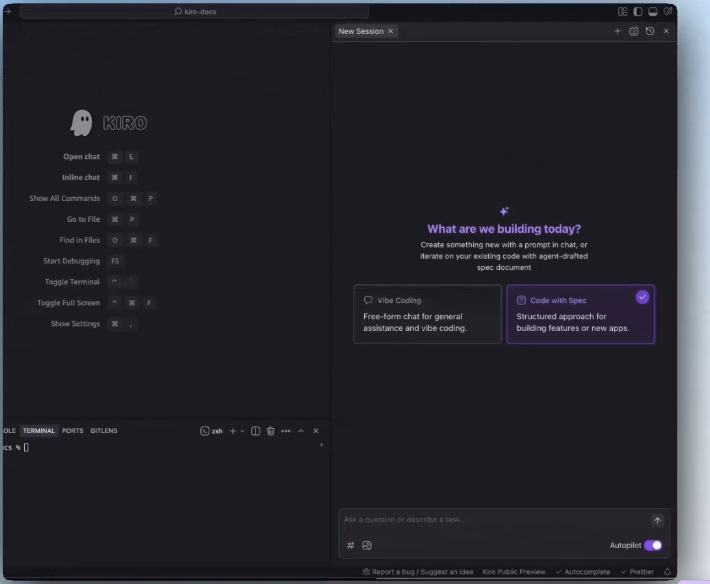 kiro-docs
KIRO
Open chat ⌘ L
Inline chat ⌘ I
Show All Commands ⇧ ⌘ P
Go to File ⌘ P
Find in Files ⇧ ⌘ F
Start Debugging F5
Toggle Terminal ^ `
Toggle Full Screen ^ ⌘ F
Show Settings ⌘ ,
OLE TERMINAL PORTS GITLENS zsh
ocs %
New Session
What are we building today?
Create something new with a prompt in chat, or
iterate on your existing code with agent-drafted
spec document
Vibe Coding
Free-form chat for general
assistance and vibe coding.
Code with Spec
Structured approach for
building features or new apps.
Ask a question or describe a task...
# Autopilot
Report a bug / Suggest an Idea Kiro Public Preview Autocomplete Prettier